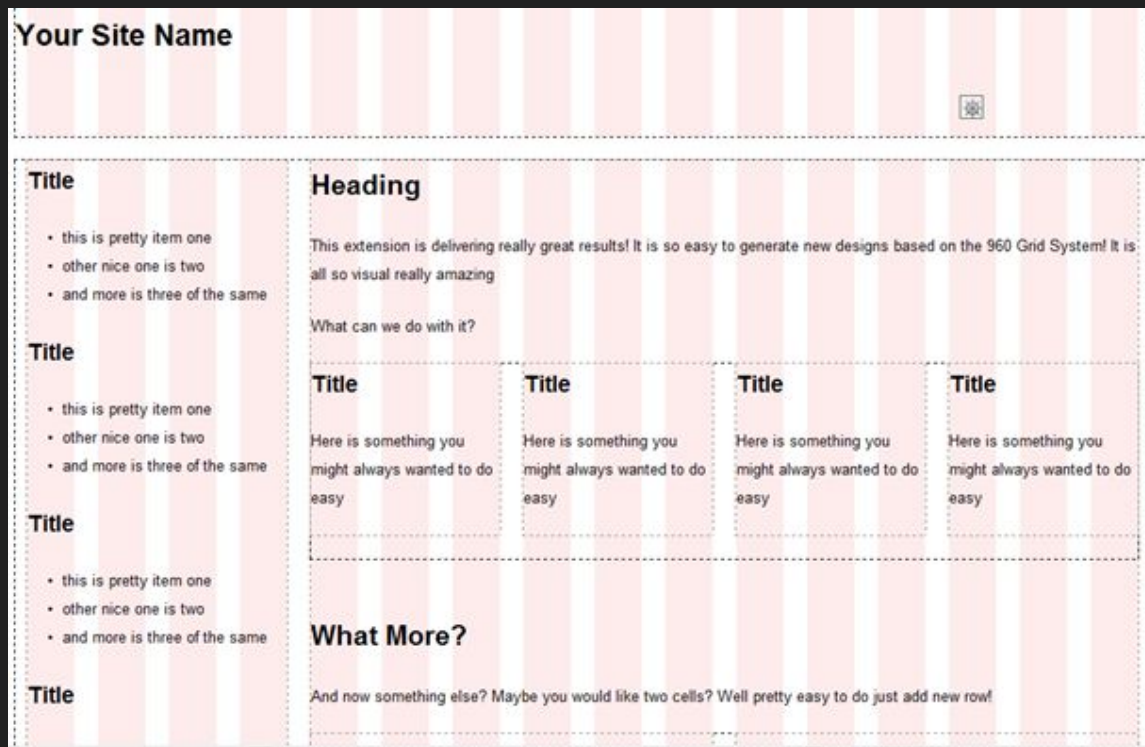 Your Site Name
Title
• this is pretty item one
• other nice one is two
• and more is three of the same
Title
• this is pretty item one
• other nice one is two
• and more is three of the same
Title
• this is pretty item one
• other nice one is two
• and more is three of the same
Title
Heading
This extension is delivering really great results! It is so easy to generate new designs based on the 960 Grid System! It is
all so visual really amazing
What can we do with it?
Title
Here is something you
might always wanted to do
easy
Title
Here is something you
might always wanted to do
easy
Title
Here is something you
might always wanted to do
easy
Title
Here is something you
might always wanted to do
easy
What More?
And now something else? Maybe you would like two cells? Well pretty easy to do just add new row!